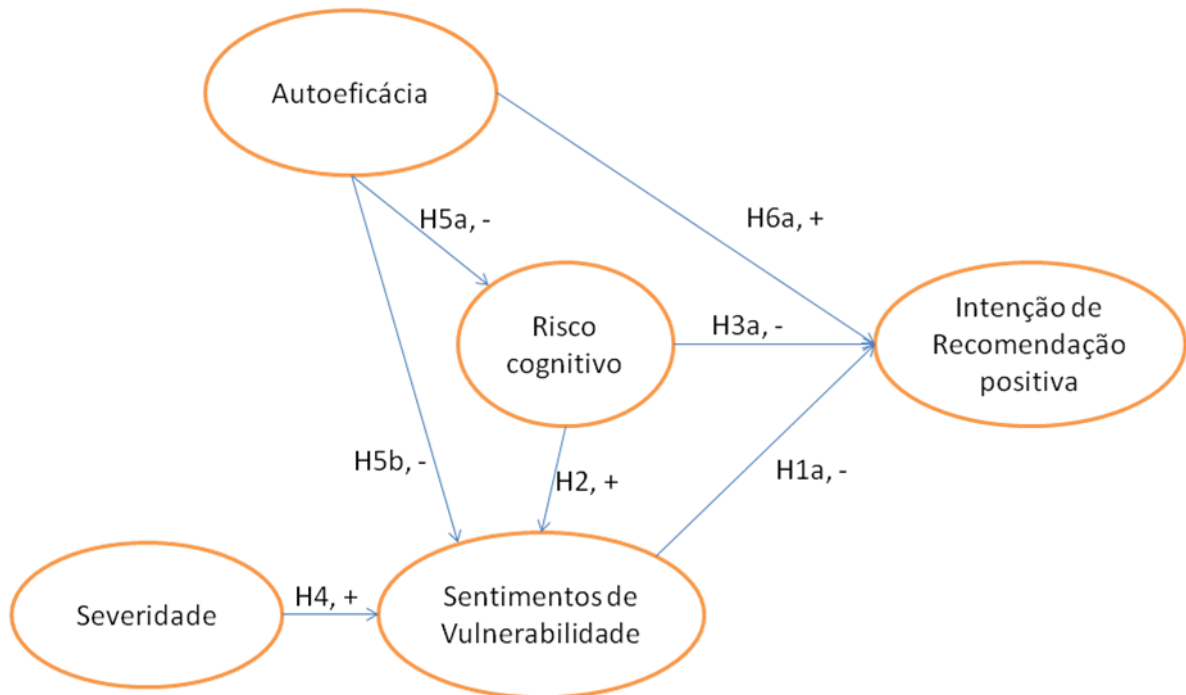 Autoeficácia
H5a, -
H6a, +
Risco
cognitivo
H3a, -
Intenção de
Recomendação
positiva
H5b, -
H2, +
H1a, -
Severidade
H4, +
Sentimentos de
Vulnerabilidade